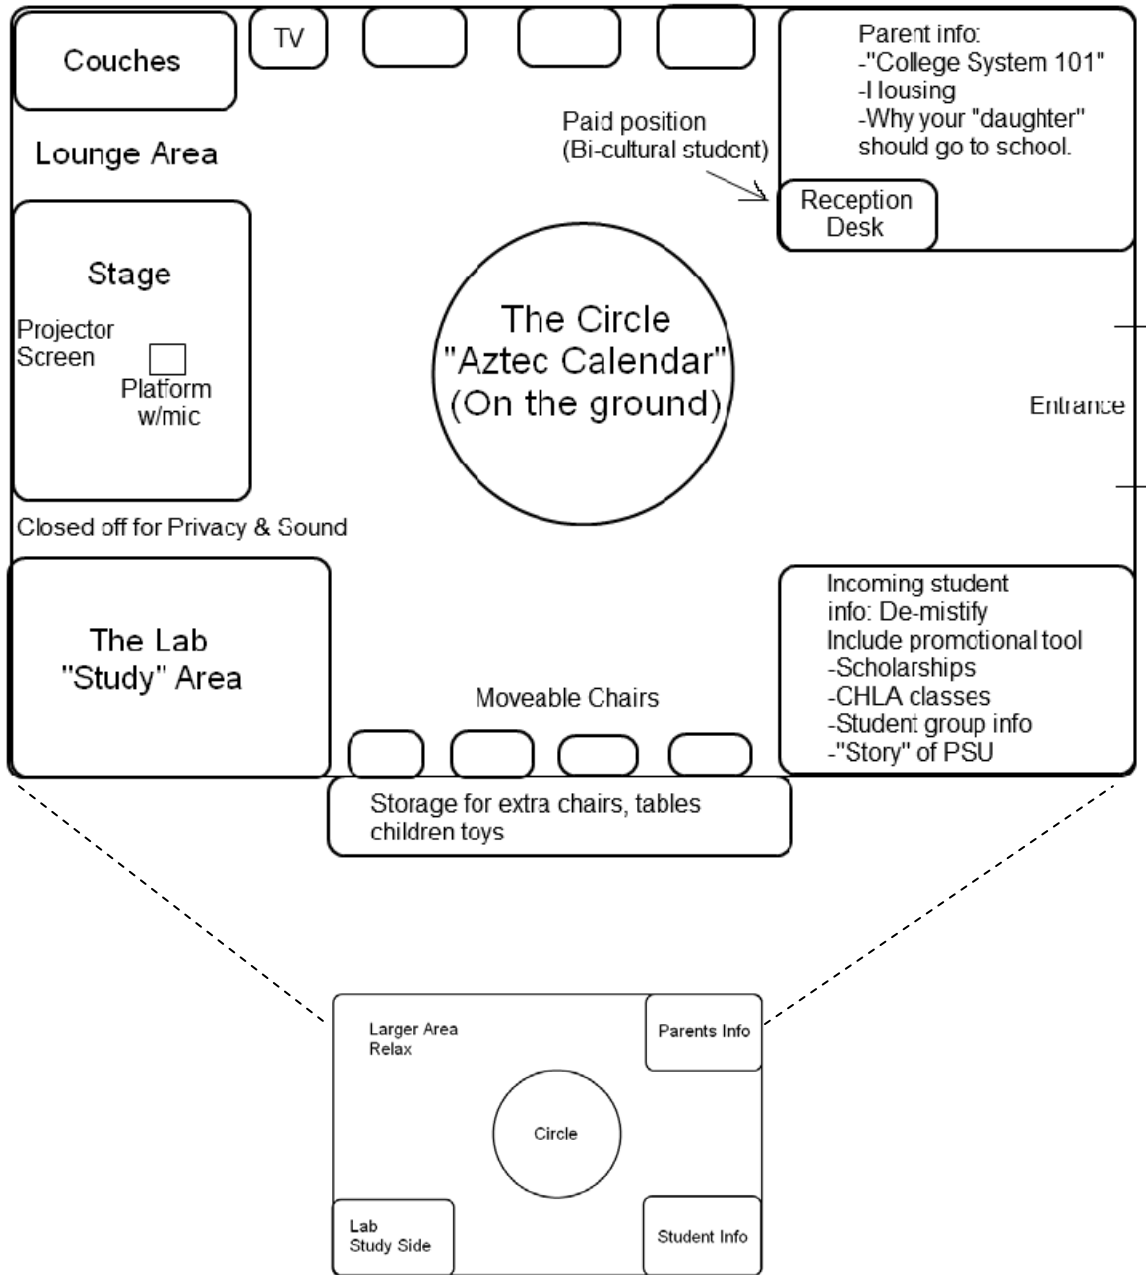 Couches
TV
Parent info:
-"College System 101"
-Housing
-Why your "daughter"
should go to school.
Paid position
(Bi-cultural student)
Lounge Area
Reception
Desk
Stage
Projector
Screen
Platform
w/mic
The Circle
"Aztec Calendar"
(On the ground)
Entrance
Closed off for Privacy & Sound
The Lab
"Study" Area
Moveable Chairs
Incoming student
info: De-mistify
Include promotional tool
-Scholarships
-CHLA classes
-Student group info
-"Story" of PSU
Storage for extra chairs, tables
children toys
Larger Area
Relax
Parents Info
Circle
Lab
Study Side
Student Info